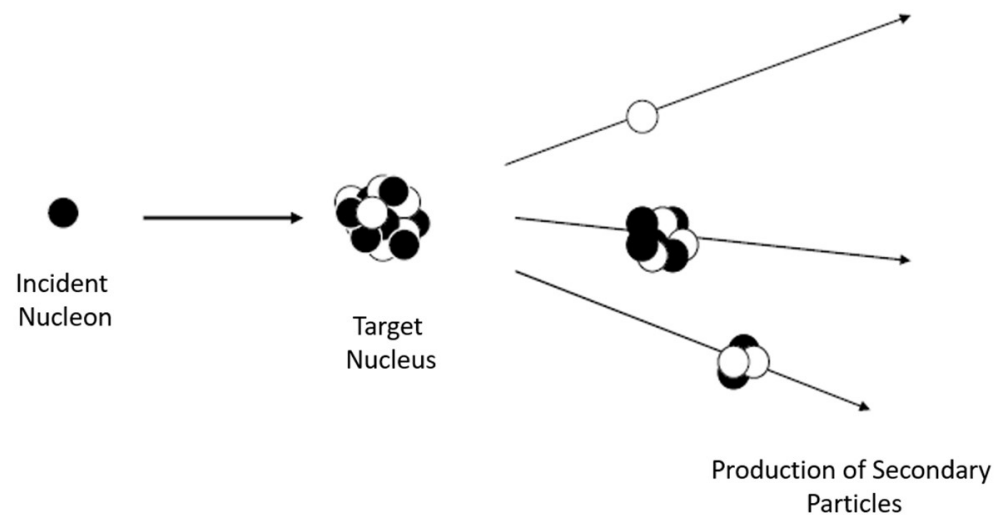 Incident
Nucleon
Target
Nucleus
Production of Secondary
Particles